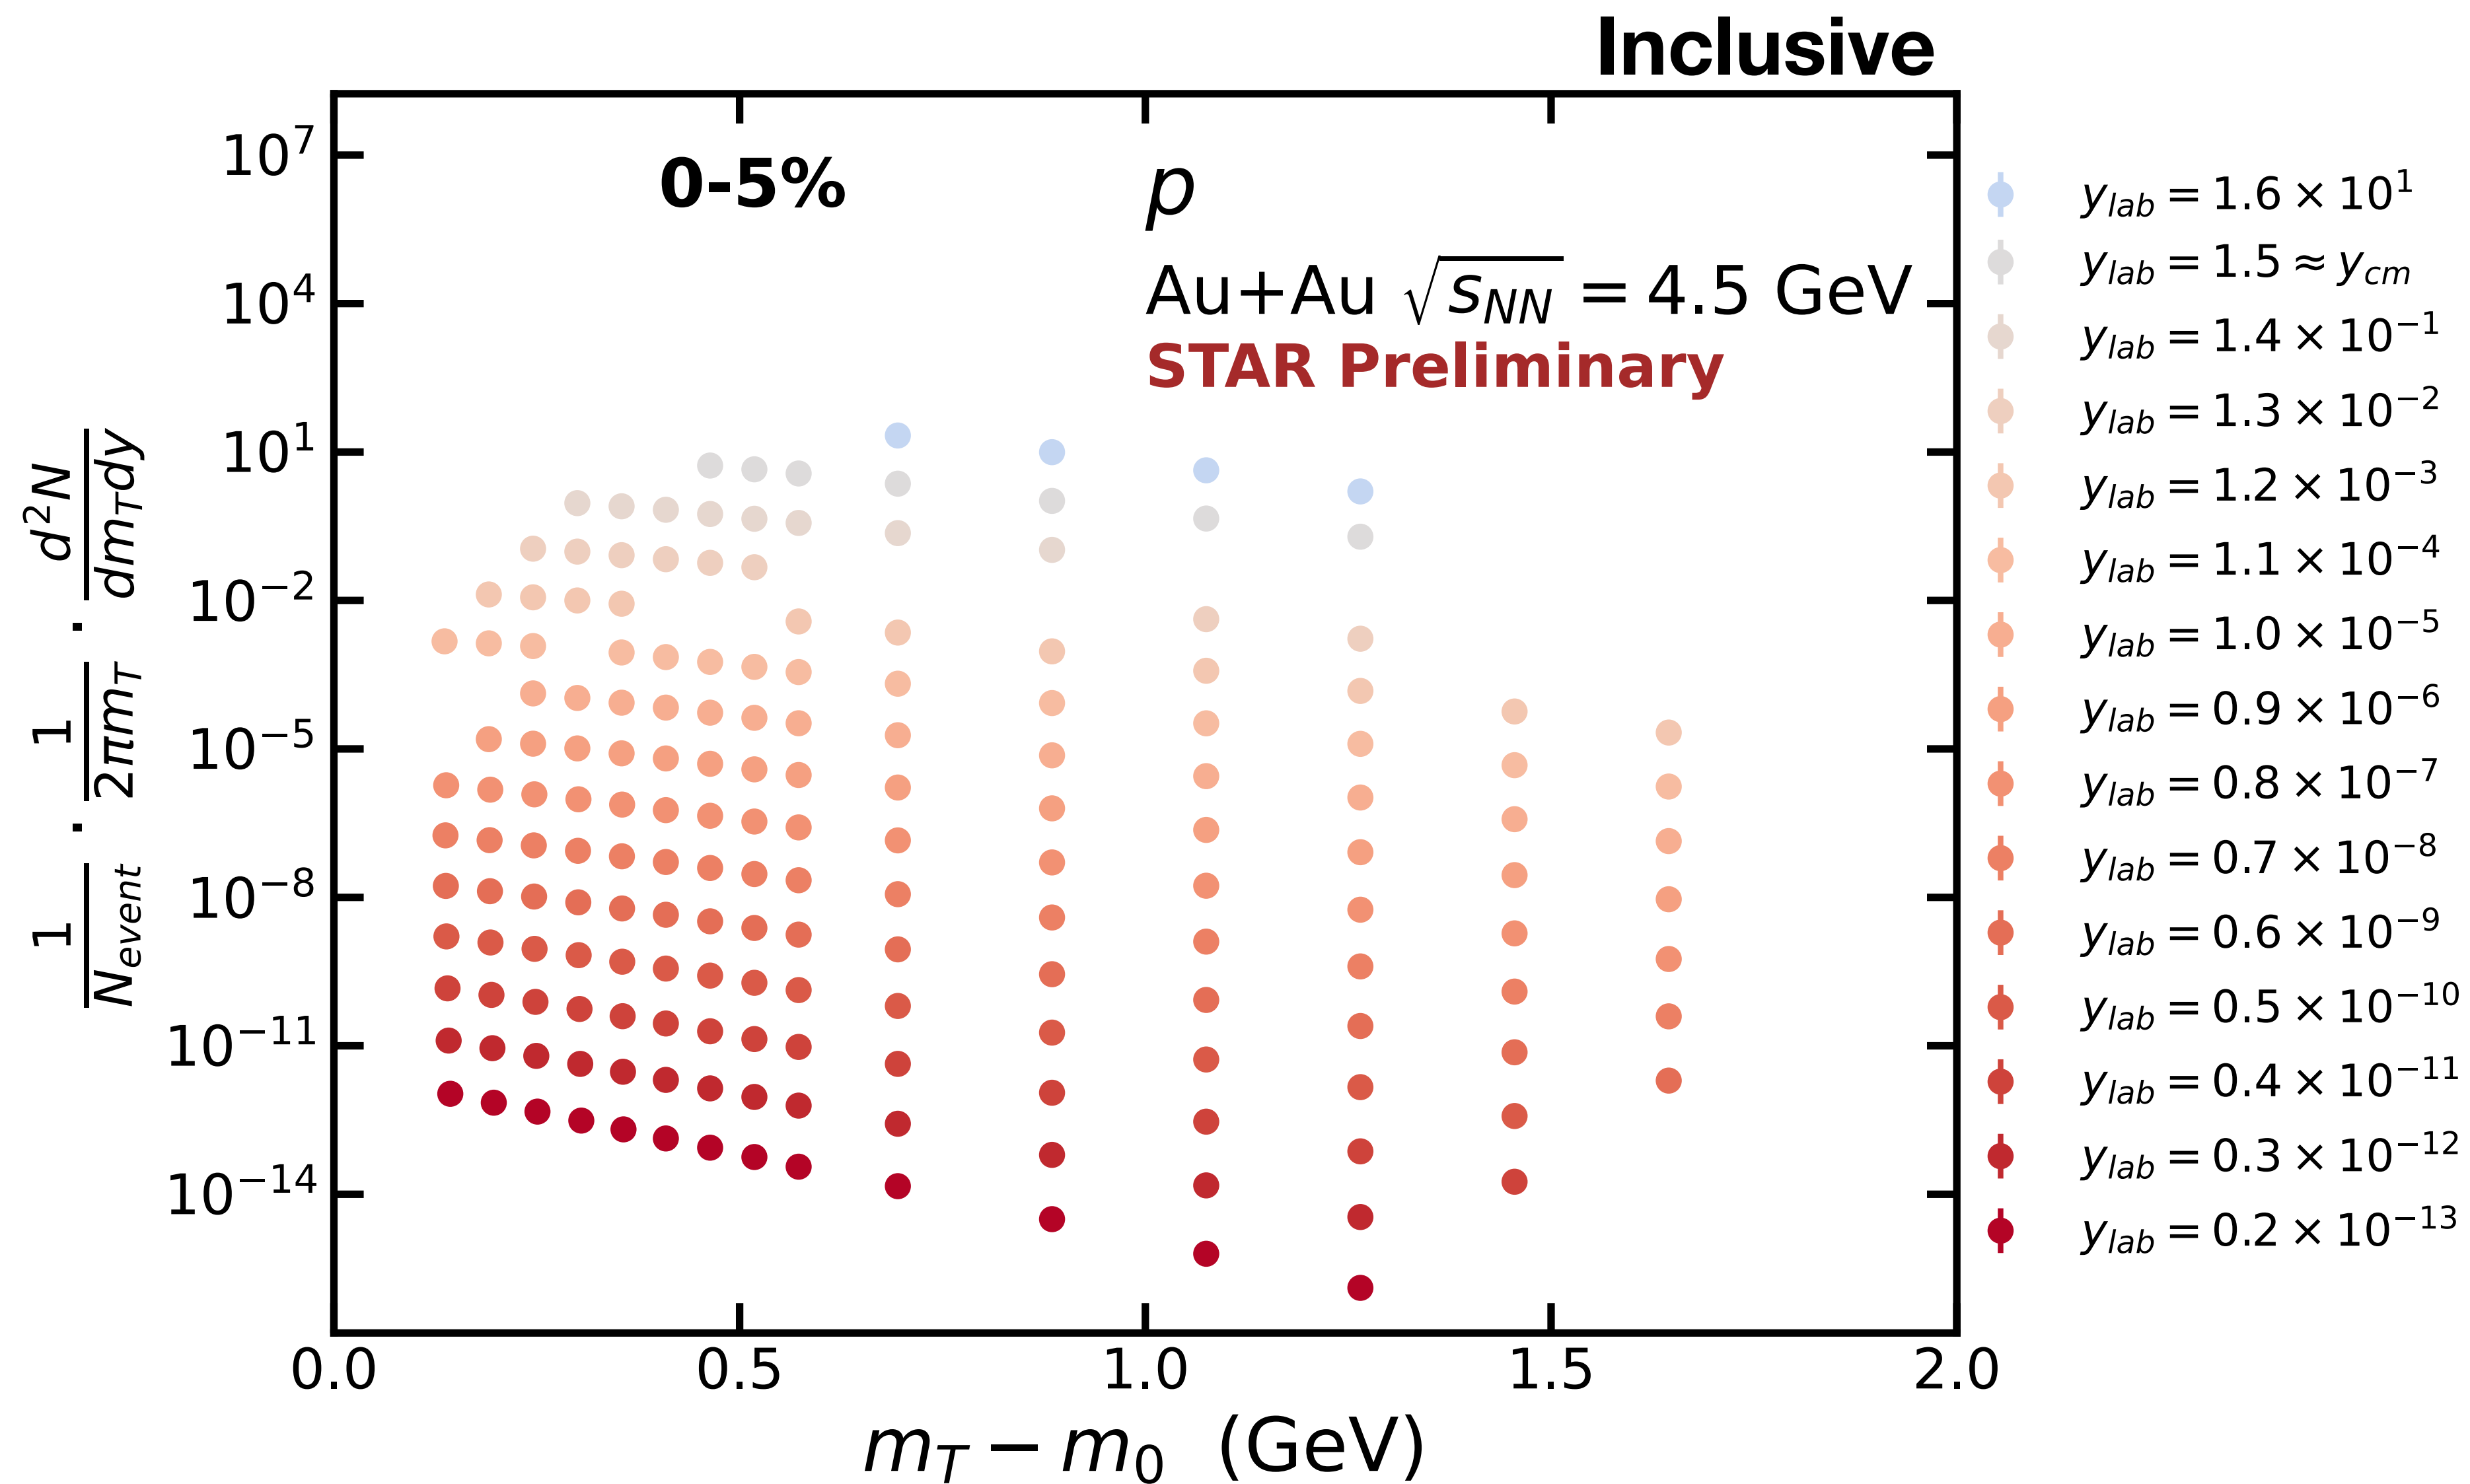 Inclusive
0-5%
p
Au+Au √s_NN = 4.5 GeV
STAR Preliminary
10^7
10^4
10^1
10^−2
10^−5
10^−8
10^−11
10^−14
1/N_event · 1/2πm_T · d²N/dm_Tdy
0.0 0.5 1.0 1.5 2.0
m_T − m_0 (GeV)
y_lab = 1.6 × 10^1
y_lab = 1.5 ≈ y_cm
y_lab = 1.4 × 10^−1
y_lab = 1.3 × 10^−2
y_lab = 1.2 × 10^−3
y_lab = 1.1 × 10^−4
y_lab = 1.0 × 10^−5
y_lab = 0.9 × 10^−6
y_lab = 0.8 × 10^−7
y_lab = 0.7 × 10^−8
y_lab = 0.6 × 10^−9
y_lab = 0.5 × 10^−10
y_lab = 0.4 × 10^−11
y_lab = 0.3 × 10^−12
y_lab = 0.2 × 10^−13